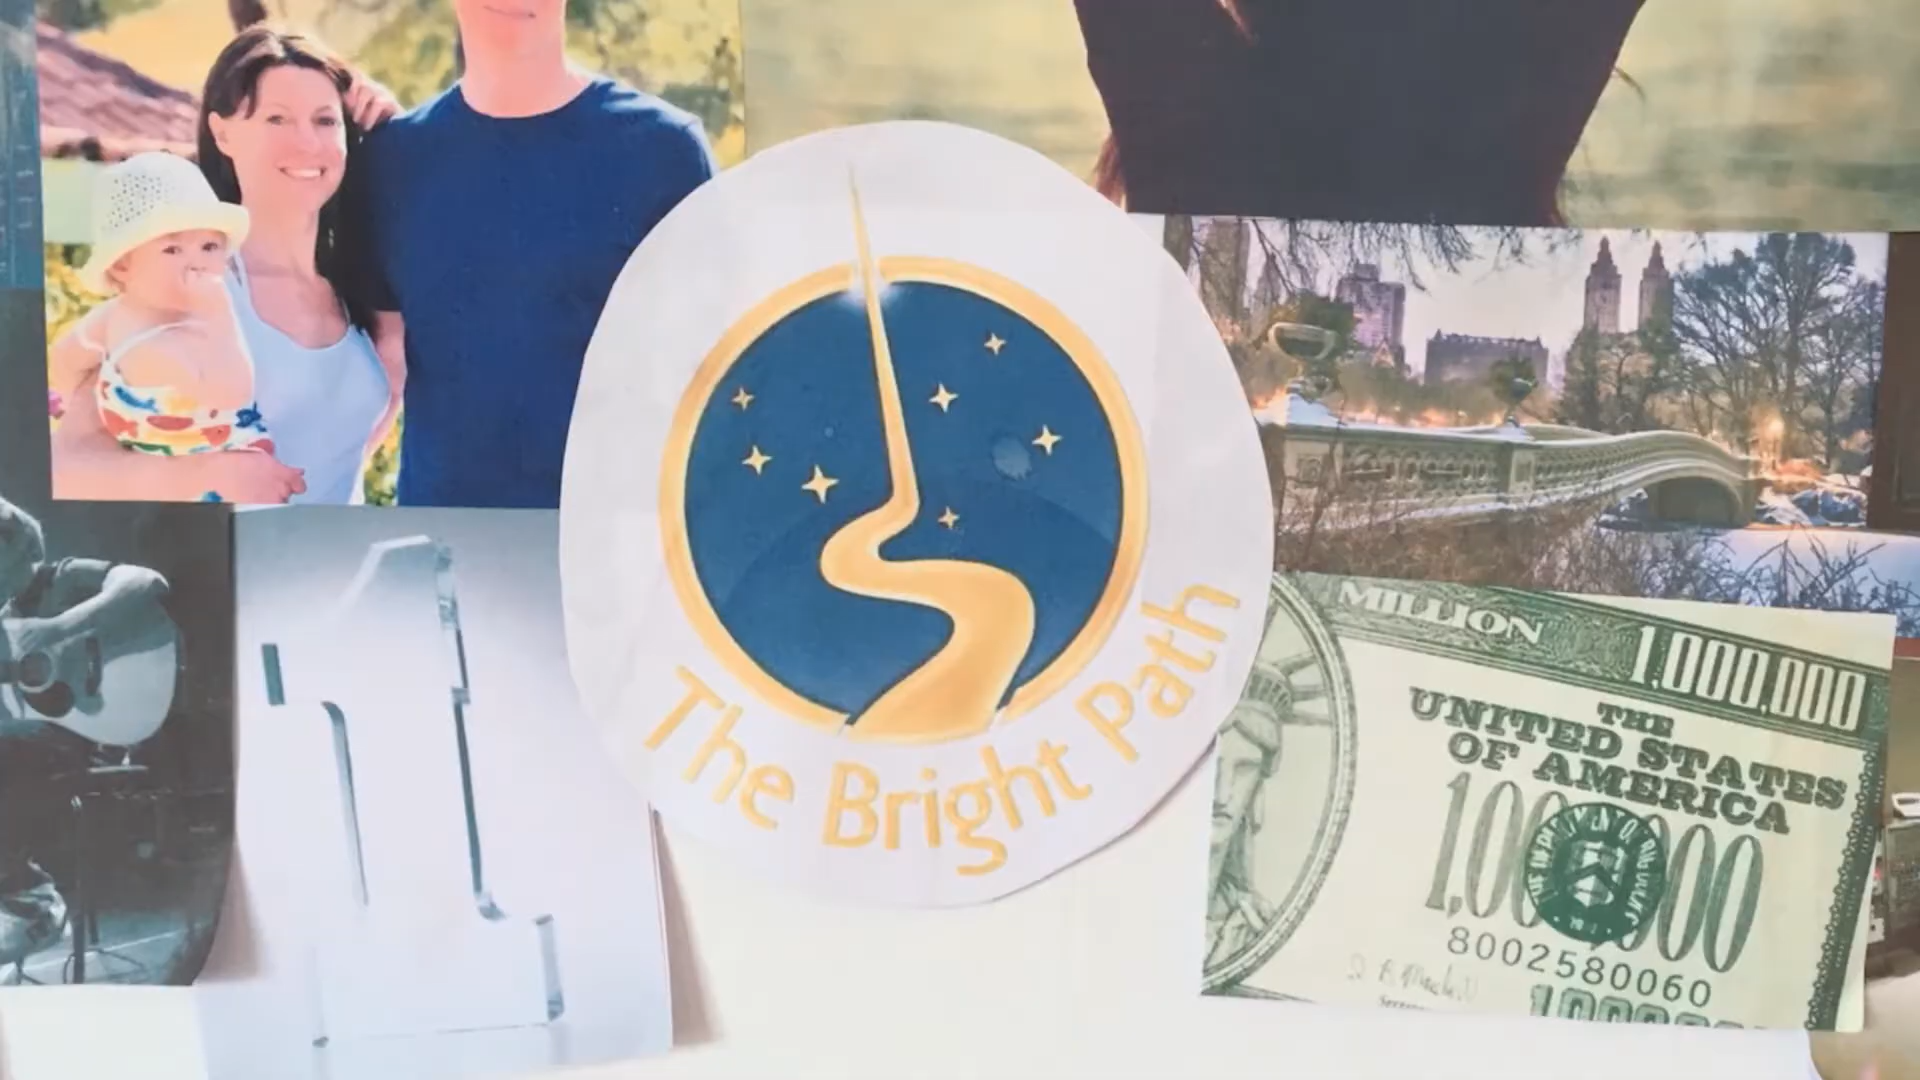 The Bright Path
MILLION
1,000,000
THE
UNITED STATES
OF AMERICA
8002580060